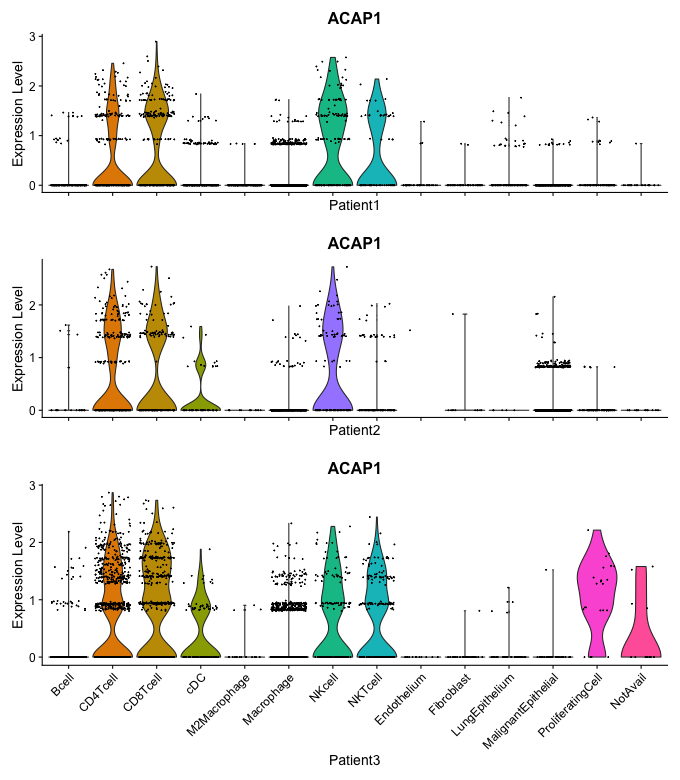 ACAP1
Expression Level
3
2
1
0
Patient1
ACAP1
Expression Level
2
1
0
Patient2
ACAP1
Expression Level
3
2
1
0
Bcell
CD4Tcell
CD8Tcell
cDC
M2Macrophage
Macrophage
NKcell
NKTcell
Endothelium
Fibroblast
LungEpithelium
MalignantEpithelial
ProliferatingCell
NotAvail
Patient3